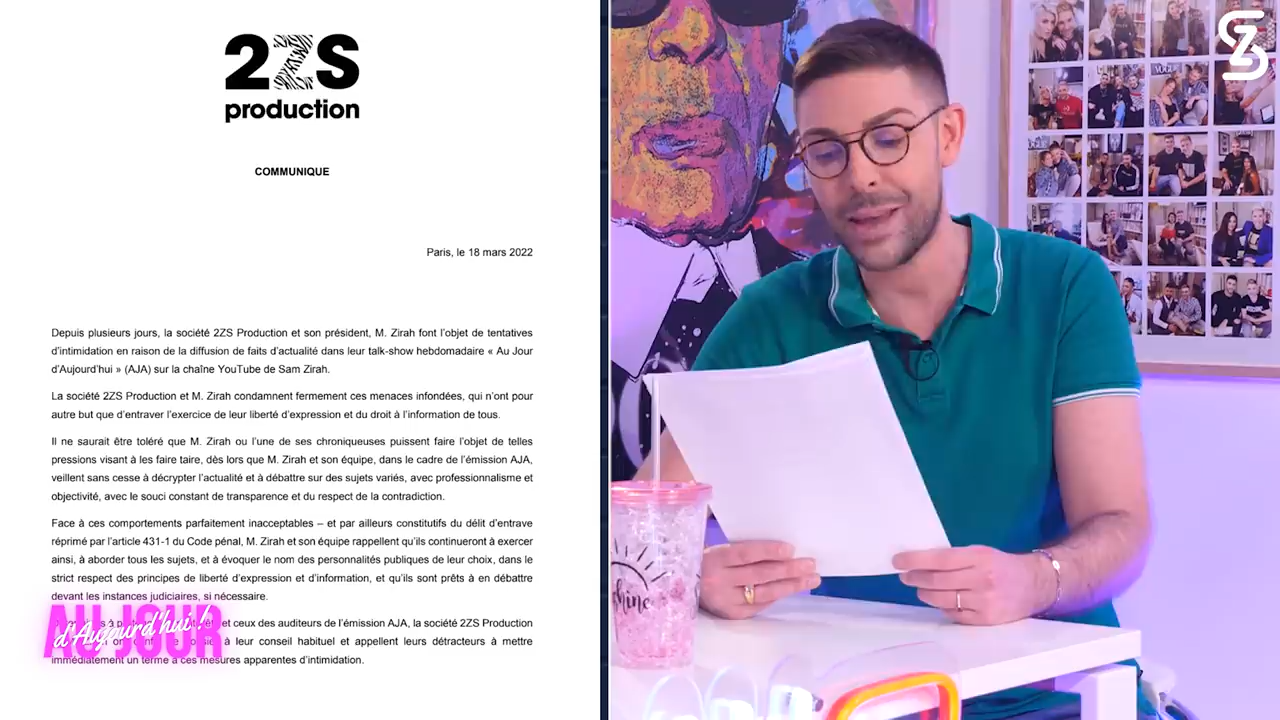 2ZS
production
COMMUNIQUE
Paris, le 18 mars 2022
Depuis plusieurs jours, la société 2ZS Production et son président, M. Zirah font l'objet de tentatives
d'intimidation en raison de la diffusion de faits d'actualité dans leur talk-show hebdomadaire « Au Jour
d'Aujourd'hui » (AJA) sur la chaîne YouTube de Sam Zirah.
La société 2ZS Production et M. Zirah condamnent fermement ces menaces infondées, qui n'ont pour
autre but que d'entraver l'exercice de leur liberté d'expression et du droit à l'information de tous.
Il ne saurait être toléré que M. Zirah ou l'une de ses chroniqueuses puissent faire l'objet de telles
pressions visant à les faire taire, dès lors que M. Zirah et son équipe, dans le cadre de l'émission AJA,
veillent sans cesse à décrypter l'actualité et à débattre sur des sujets variés, avec professionnalisme et
objectivité, avec le souci constant de transparence et du respect de la contradiction.
Face à ces comportements parfaitement inacceptables – et par ailleurs constitutifs du délit d'entrave
réprimé par l'article 431-1 du Code pénal, M. Zirah et son équipe rappellent qu'ils continueront à exercer
ainsi, à aborder tous les sujets, et à évoquer le nom des personnalités publiques de leur choix, dans le
strict respect des principes de liberté d'expression et d'information, et qu'ils sont prêts à en débattre
devant les instances judiciaires, si nécessaire.
et ceux des auditeurs de l'émission AJA, la société 2ZS Production
à leur conseil habituel et appellent leurs détracteurs à mettre
immédiatement un terme à ces mesures apparentes d'intimidation.
AU JOUR
d'Aujourd'hui !
VOGUE
VOGUE